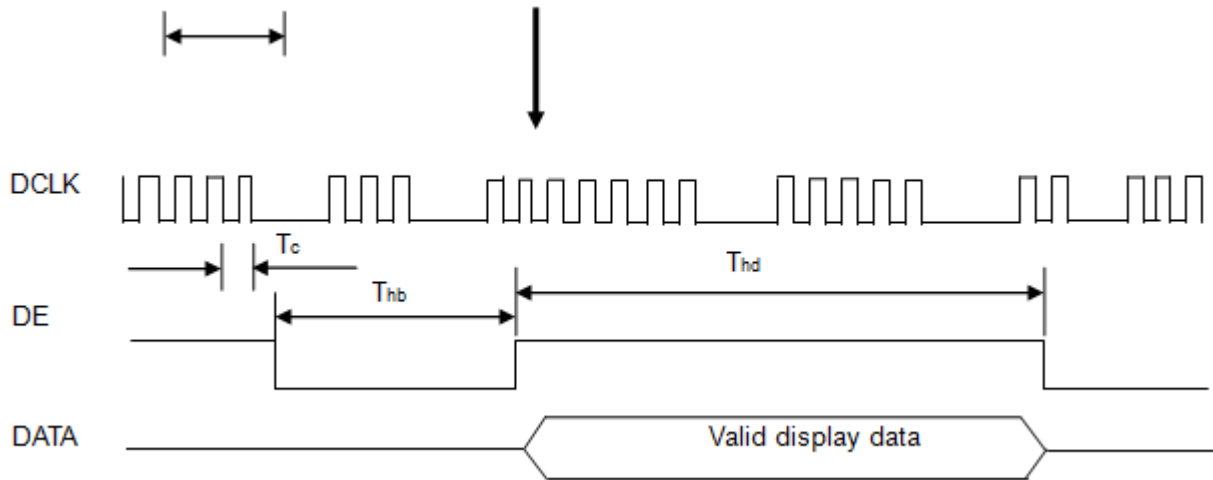 DCLK
Tc
Thd
Thb
DE
DATA
Valid display data